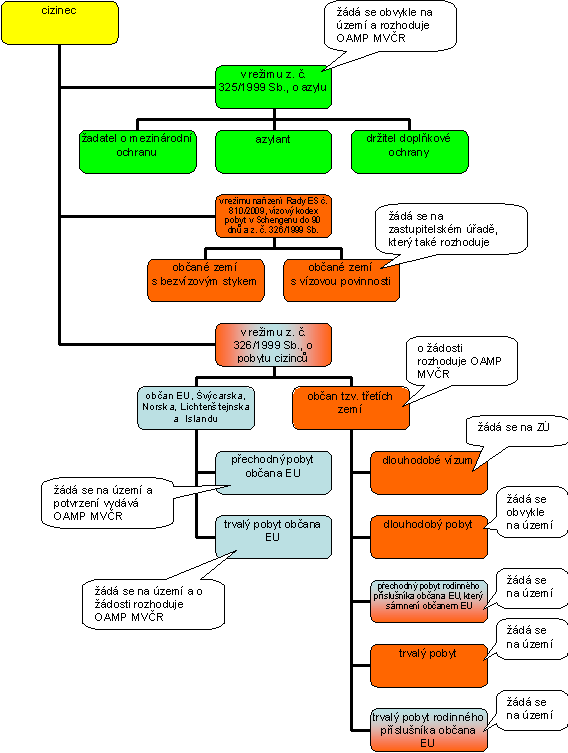 cizinec
žádá se obvykle na
území a rozhoduje
OAMP MVČR
v režimu z. č.
325/1999 Sb., o azylu
žadatel o mezinárodní
ochranu
azylant
držitel doplňkové
ochrany
v režimu nařízení Rady ES č.
810/2009, vízový kodex
pobyt v Schengenu do 90
dnů a z. č. 326/1999 Sb.
žádá se na
zastupitelském úřadě,
který také rozhoduje
občané zemí
s bezvízovým stykem
občané zemí
s vízovou povinnosti
v režimu z. č.
326/1999 Sb., o
pobytu cizinců
o žádosti
rozhoduje OAMP
MVČR
občan EU, Švýcarska,
Norska, Lichterštejnska
a Islandu
občan tzv. třetích
zemí
žádá se na ZÚ
přechodný pobyt
občana EU
dlouhodobé vízum
žádá se na území a
potvrzení vydává
OAMP MVČR
žádá se
obvykle
na území
trvalý pobyt občana
EU
dlouhodobý pobyt
žádá se na území a o
žádosti rozhoduje
OAMP MVČR
přechodný pobyt rodinného
příslušníka občana EU, který
sám není občanem EU
žádá se
na území
žádá se
na území
trvalý pobyt
žádá se
na území
trvalý pobyt rodinného
příslušníka občana
EU